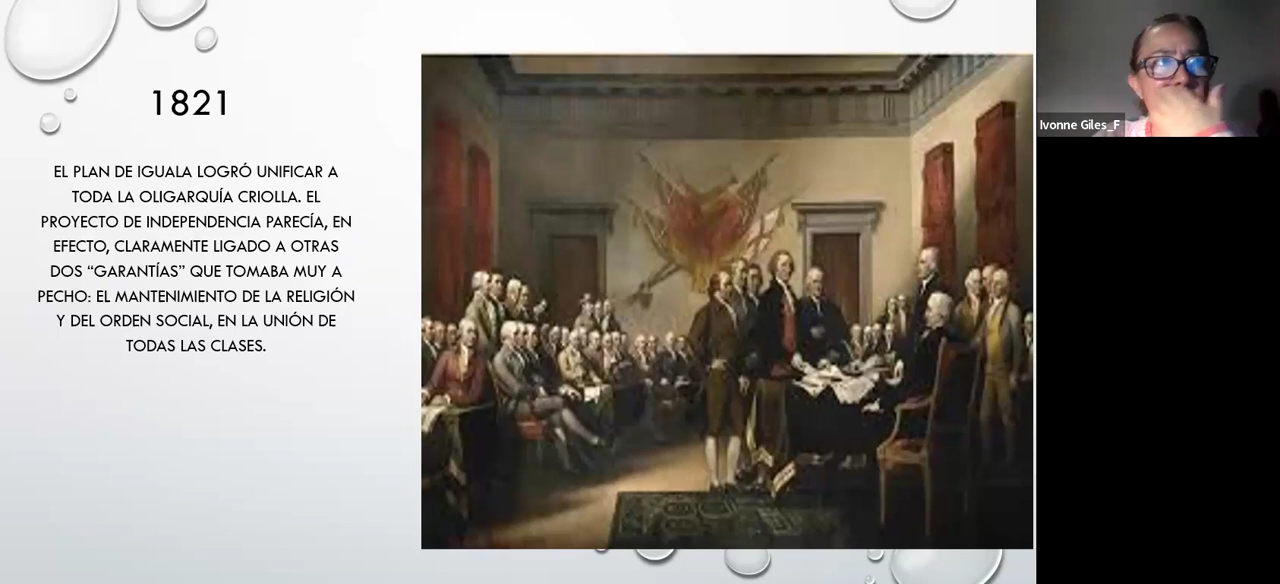 1821
EL PLAN DE IGUALA LOGRÓ UNIFICAR A
TODA LA OLIGARQUÍA CRIOLLA. EL
PROYECTO DE INDEPENDENCIA PARECÍA, EN
EFECTO, CLARAMENTE LIGADO A OTRAS
DOS “GARANTÍAS” QUE TOMABA MUY A
PECHO: EL MANTENIMIENTO DE LA RELIGIÓN
Y DEL ORDEN SOCIAL, EN LA UNIÓN DE
TODAS LAS CLASES.
Ivonne Giles_F